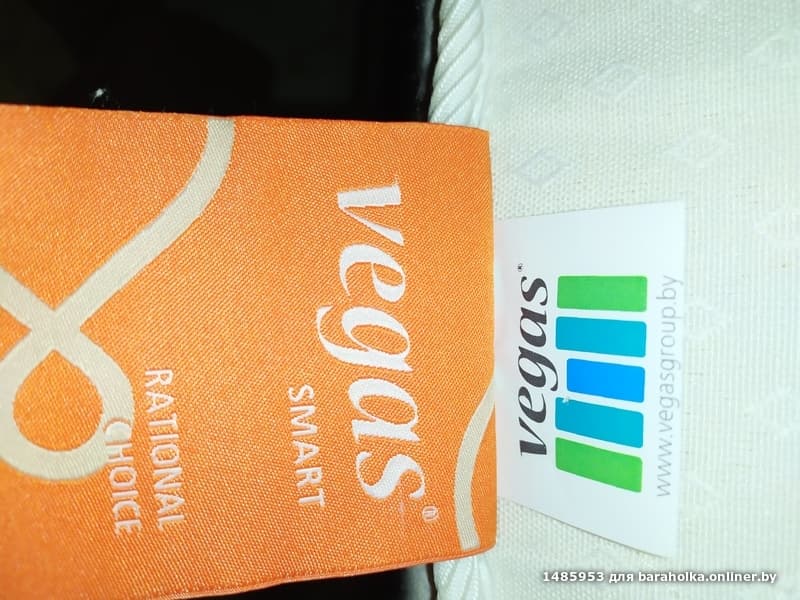 vegas®
SMART
RATIONAL
CHOICE
vegas®
www.vegasgroup.by
1485953 для baraholka.onliner.by